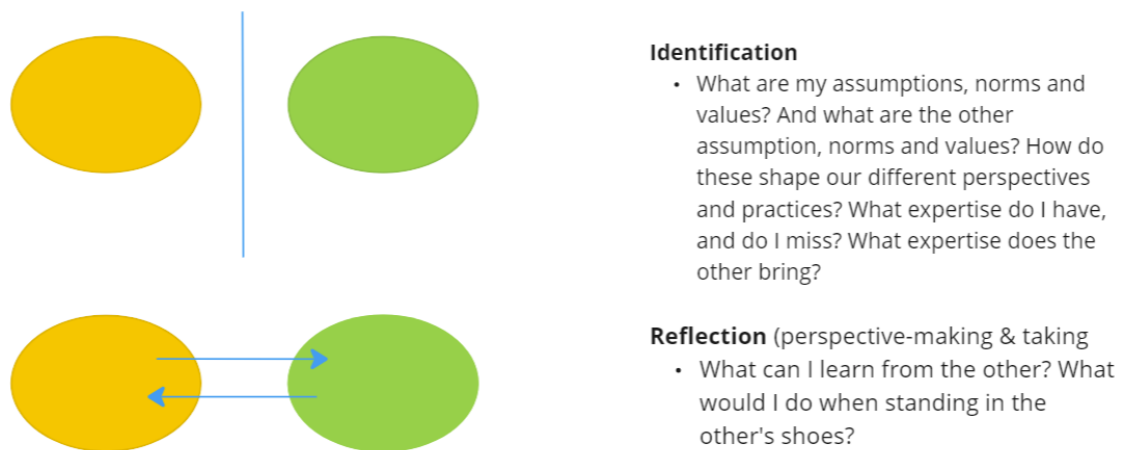 Identification
• What are my assumptions, norms and
values? And what are the other
assumption, norms and values? How do
these shape our different perspectives
and practices? What expertise do I have,
and do I miss? What expertise does the
other bring?
Reflection (perspective-making & taking
• What can I learn from the other? What
would I do when standing in the
other's shoes?